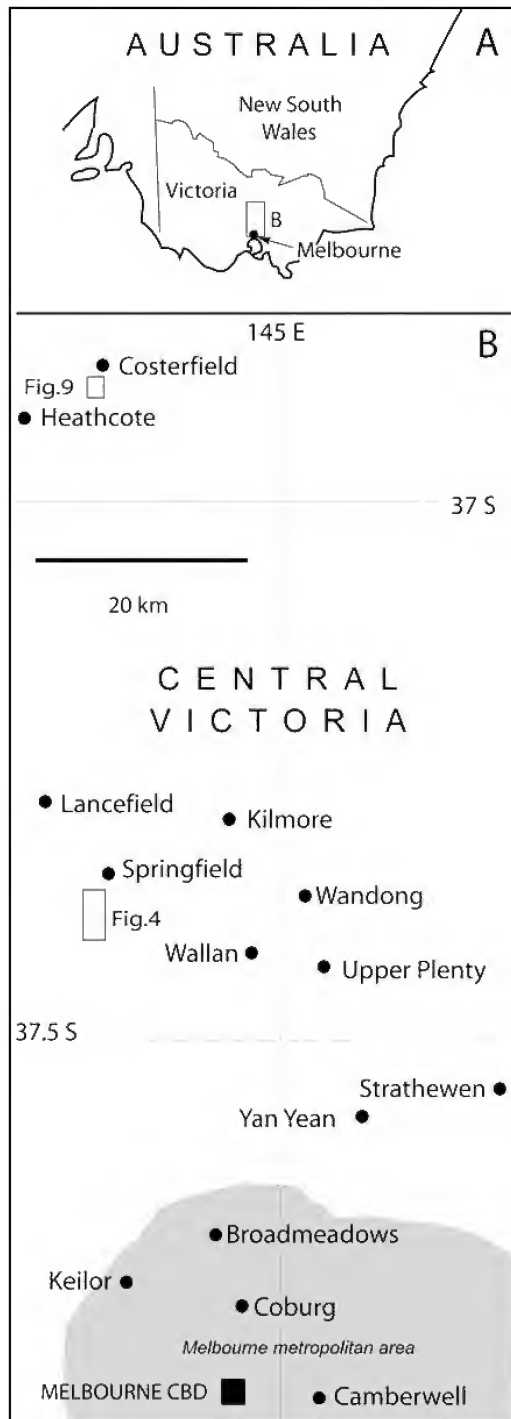 AUSTRALIA
A
New South
Wales
Victoria
B
Melbourne
145 E
B
Costerfield
Fig.9
Heathcote
37 S
20 km
CENTRAL
VICTORIA
Lancefield
Kilmore
Springfield
Wandong
Fig.4
Wallan
Upper Plenty
37.5 S
Strathewen
Yan Yean
Broadmeadows
Keilor
Coburg
Melbourne metropolitan area
MELBOURNE CBD
Camberwell